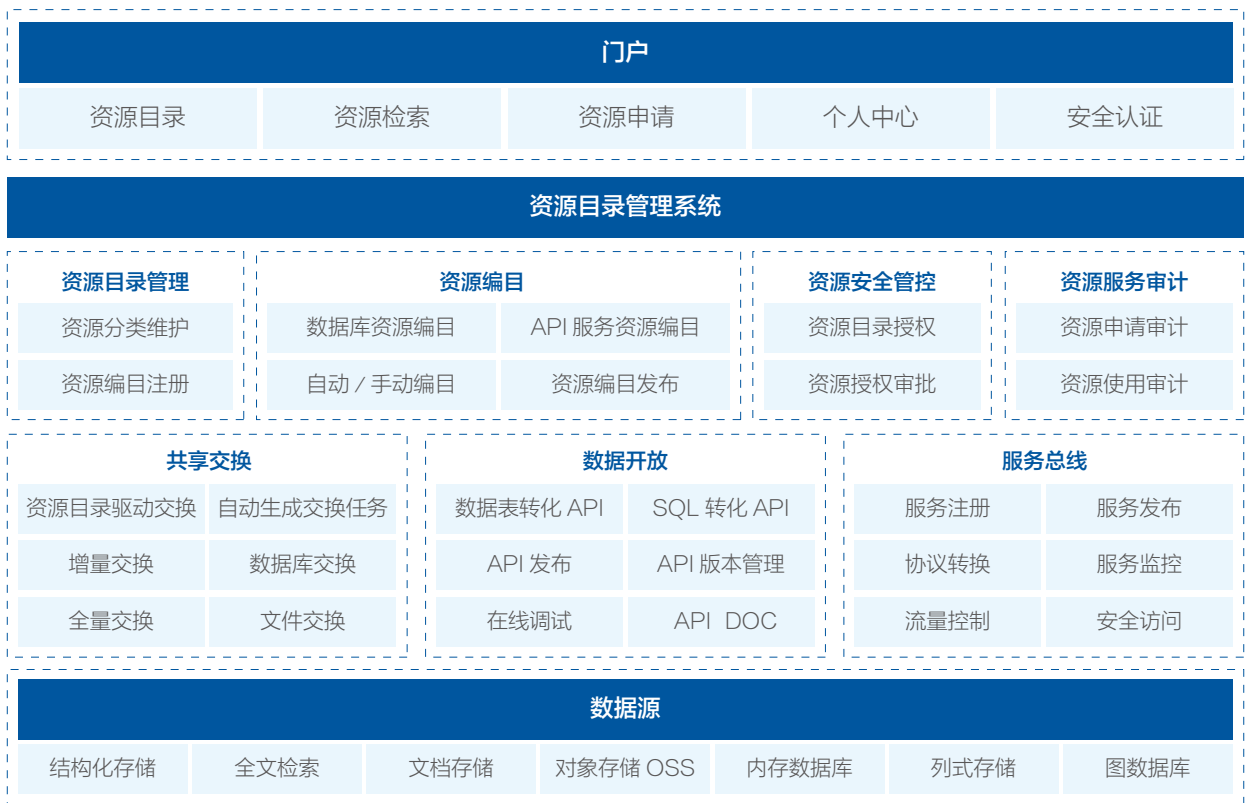 门户
资源目录 资源检索 资源申请 个人中心 安全认证
资源目录管理系统
资源目录管理 资源编目 资源安全管控 资源服务审计
资源分类维护 数据库资源编目 API 服务资源编目 资源目录授权 资源申请审计
资源编目注册 自动 / 手动编目 资源编目发布 资源授权审批 资源使用审计
共享交换 数据开放 服务总线
资源目录驱动交换 自动生成交换任务 数据表转化 API SQL 转化 API 服务注册 服务发布
增量交换 数据库交换 API 发布 API 版本管理 协议转换 服务监控
全量交换 文件交换 在线调试 API DOC 流量控制 安全访问
数据源
结构化存储 全文检索 文档存储 对象存储 OSS 内存数据库 列式存储 图数据库